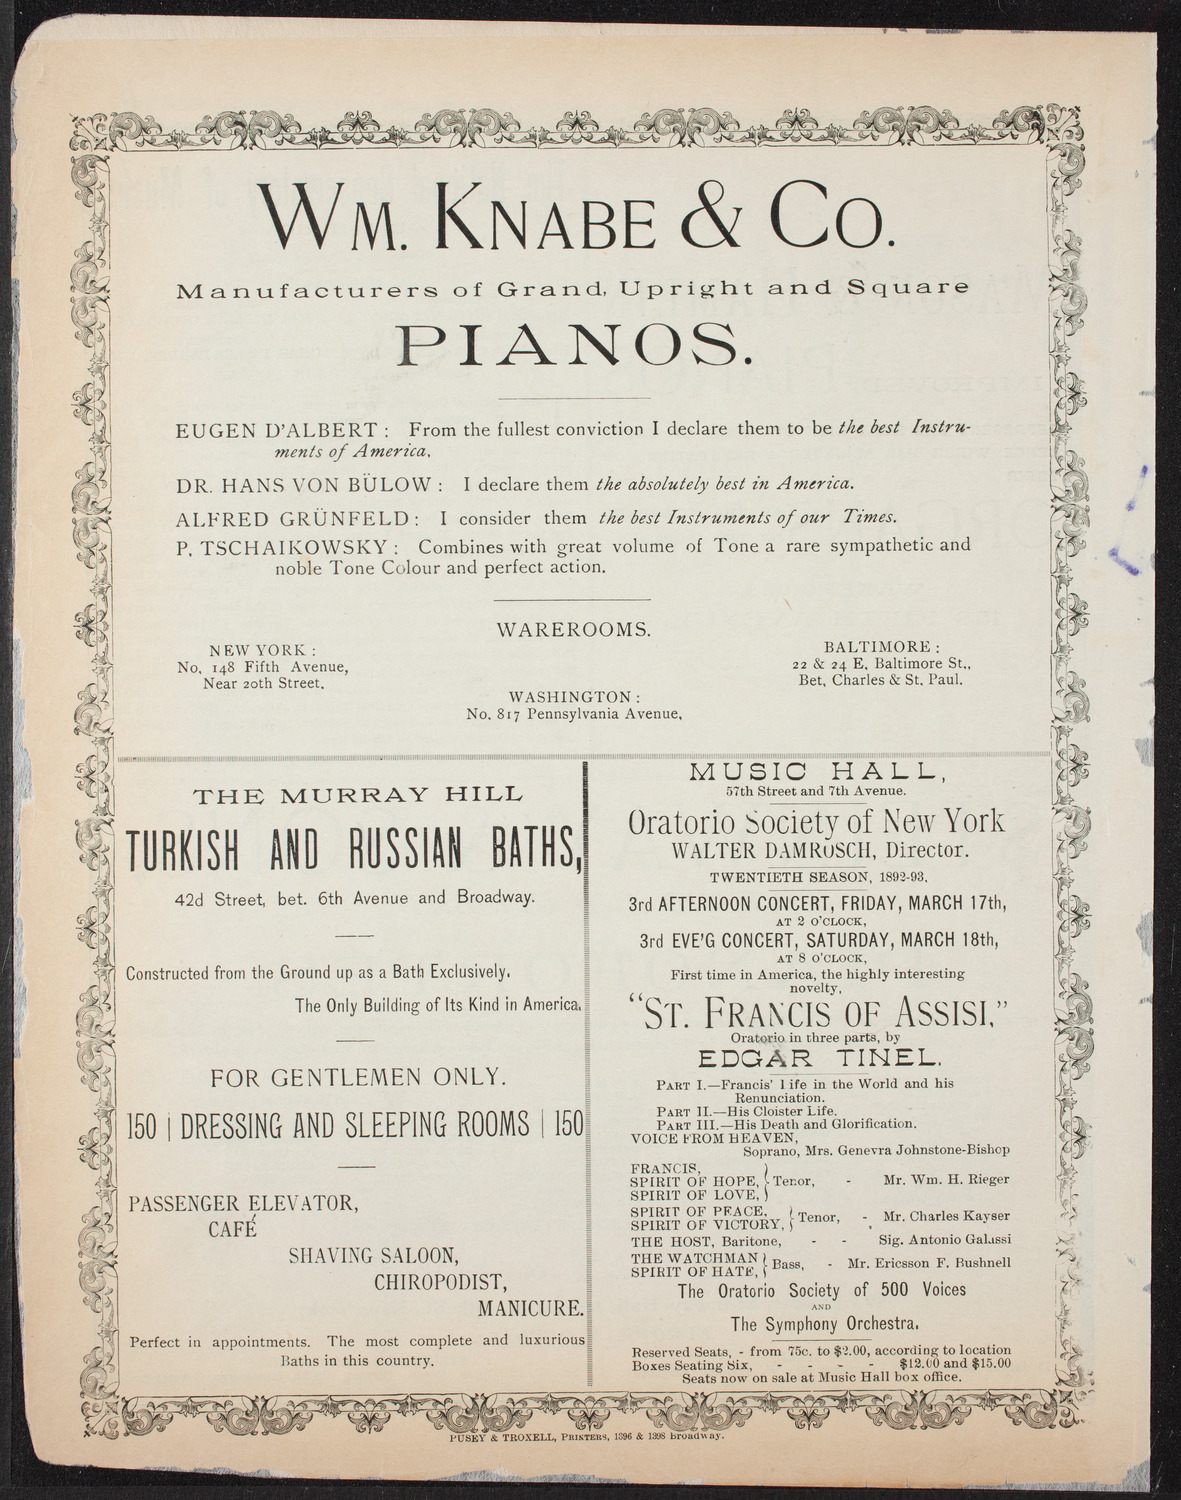 WM. KNABE & CO.
Manufacturers of Grand, Upright and Square
PIANOS.
EUGEN D'ALBERT : From the fullest conviction I declare them to be the best Instru-
ments of America.
DR. HANS VON BÜLOW : I declare them the absolutely best in America.
ALFRED GRÜNFELD : I consider them the best Instruments of our Times.
P. TSCHAIKOWSKY : Combines with great volume of Tone a rare sympathetic and
noble Tone Colour and perfect action.
WAREROOMS.
NEW YORK :
No. 148 Fifth Avenue,
Near 20th Street.
WASHINGTON :
No. 817 Pennsylvania Avenue.
BALTIMORE :
22 & 24 E. Baltimore St.,
Bet. Charles & St. Paul.
THE MURRAY HILL
TURKISH AND RUSSIAN BATHS,
42d Street, bet. 6th Avenue and Broadway.
Constructed from the Ground up as a Bath Exclusively.
The Only Building of Its Kind in America.
FOR GENTLEMEN ONLY.
150 | DRESSING AND SLEEPING ROOMS | 150
PASSENGER ELEVATOR,
CAFÉ
SHAVING SALOON,
CHIROPODIST,
MANICURE.
Perfect in appointments. The most complete and luxurious
Baths in this country.
MUSIC HALL,
57th Street and 7th Avenue.
Oratorio Society of New York
WALTER DAMROSCH, Director.
TWENTIETH SEASON, 1892-93.
3rd AFTERNOON CONCERT, FRIDAY, MARCH 17th,
AT 2 O'CLOCK,
3rd EVE'G CONCERT, SATURDAY, MARCH 18th,
AT 8 O'CLOCK,
First time in America, the highly interesting
novelty,
"ST. FRANCIS OF ASSISI,"
Oratorio in three parts, by
EDGAR TINEL.
PART I.—Francis' Life in the World and his
Renunciation.
PART II.—His Cloister Life.
PART III.—His Death and Glorification.
VOICE FROM HEAVEN,
Soprano, Mrs. Genevra Johnstone-Bishop
FRANCIS,
SPIRIT OF HOPE, } Tenor, - Mr. Wm. H. Rieger
SPIRIT OF LOVE,
SPIRIT OF PEACE,
SPIRIT OF VICTORY, } Tenor, - Mr. Charles Kayser
THE HOST, Baritone, - - Sig. Antonio Galassi
THE WATCHMAN
SPIRIT OF HATE, } Bass, - Mr. Ericsson F. Bushnell
The Oratorio Society of 500 Voices
AND
The Symphony Orchestra.
Reserved Seats, - from 75c. to $2.00, according to location
Boxes Seating Six, - - - - $12.00 and $15.00
Seats now on sale at Music Hall box office.
PUSEY & TROXELL, PRINTERS, 1396 & 1398 Broadway.